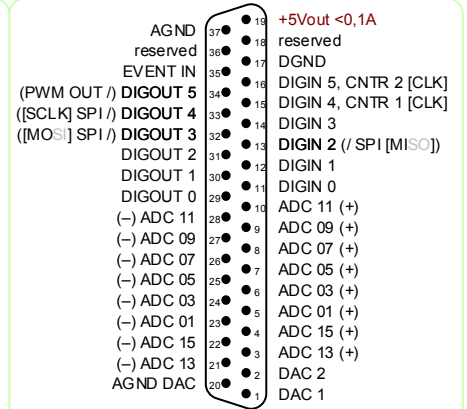 AGND 37 19 +5Vout <0,1A
reserved 36 18 reserved
EVENT IN 35 17 DGND
(PWM OUT /) DIGOUT 5 34 16 DIGIN 5, CNTR 2 [CLK]
([SCLK] SPI /) DIGOUT 4 33 15 DIGIN 4, CNTR 1 [CLK]
([MOSI] SPI /) DIGOUT 3 32 14 DIGIN 3
DIGOUT 2 31 13 DIGIN 2 (/ SPI [MISO])
DIGOUT 1 30 12 DIGIN 1
DIGOUT 0 29 11 DIGIN 0
(–) ADC 11 28 10 ADC 11 (+)
(–) ADC 09 27 9 ADC 09 (+)
(–) ADC 07 26 8 ADC 07 (+)
(–) ADC 05 25 7 ADC 05 (+)
(–) ADC 03 24 6 ADC 03 (+)
(–) ADC 01 23 5 ADC 01 (+)
(–) ADC 15 22 4 ADC 15 (+)
(–) ADC 13 21 3 ADC 13 (+)
AGND DAC 20 2 DAC 2
1 DAC 1